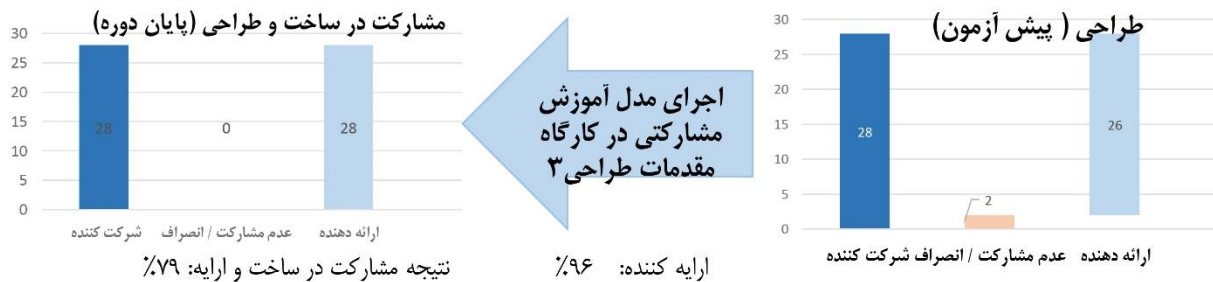 طراحی ( پیش آزمون)
30
25
20
15
10
5
0
28
2
26
شرکت کننده
عدم مشارکت / انصراف
ارائه دهنده
اجرای مدل آموزش
مشارکتی در کارگاه
مقدمات طراحی۳
مشارکت در ساخت و طراحی (پایان دوره)
30
25
20
15
10
5
0
28
0
28
شرکت کننده
عدم مشارکت / انصراف
ارائه دهنده
ارایه کننده: ۹۶٪
نتیجه مشارکت در ساخت و ارایه: ۷۹٪